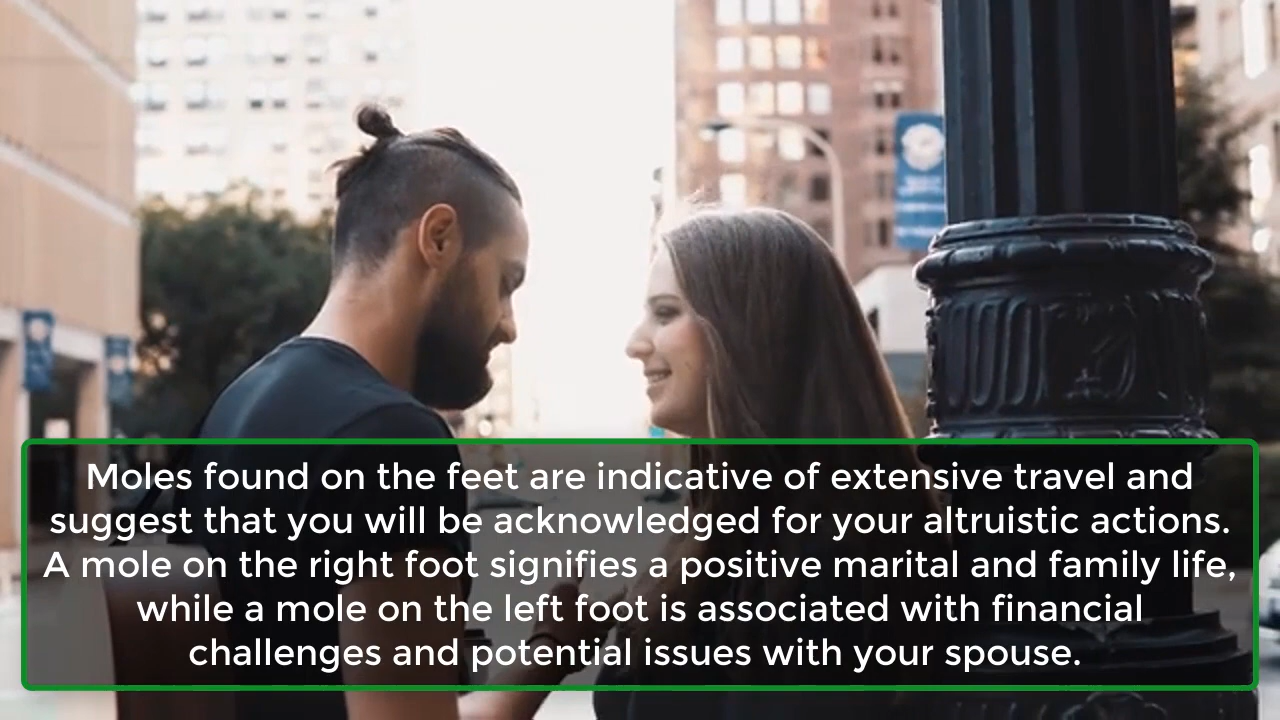 Moles found on the feet are indicative of extensive travel and
suggest that you will be acknowledged for your altruistic actions.
A mole on the right foot signifies a positive marital and family life,
while a mole on the left foot is associated with financial
challenges and potential issues with your spouse.